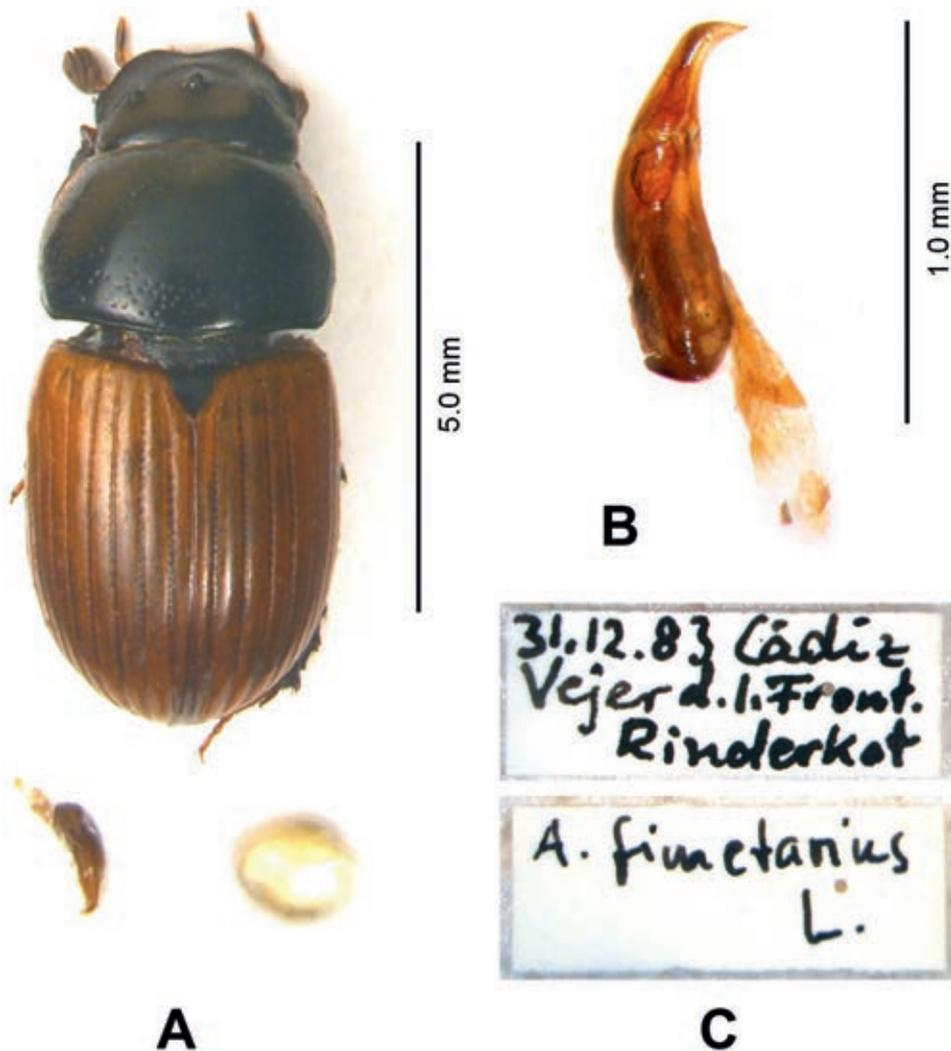 5.0 mm
1.0 mm
B
31.12.83 Cádiz
Vejer d.l. Front.
Rinderkot
A. fimetarius
L.
A
C